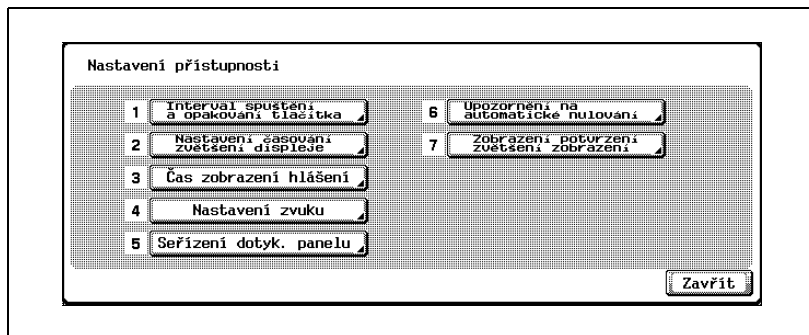 Nastavení přístupnosti
1 Interval spuštění
a opakování tlačítka
2 Nastavení časování
zvětšení displeje
3 Čas zobrazení hlášení
4 Nastavení zvuku
5 Seřízení dotyk. panelu
6 Upozornění na
automatické nulování
7 Zobrazení potvrzení
zvětšení zobrazení
Zavřít